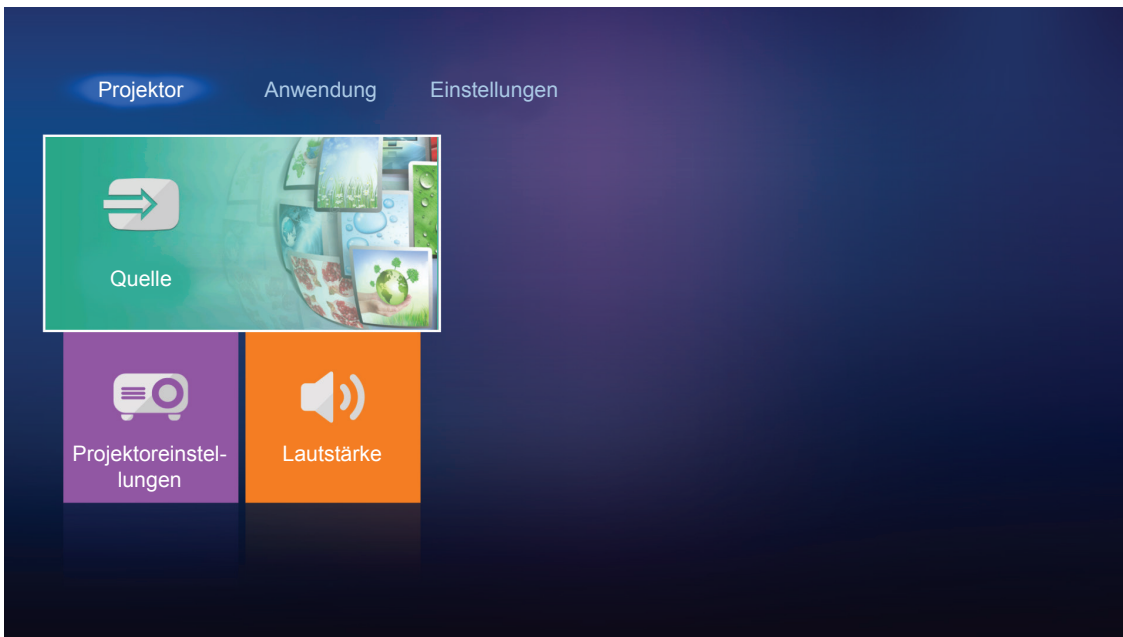 Projektor Anwendung Einstellungen
Quelle
Projektoreinstel-
lungen
Lautstärke